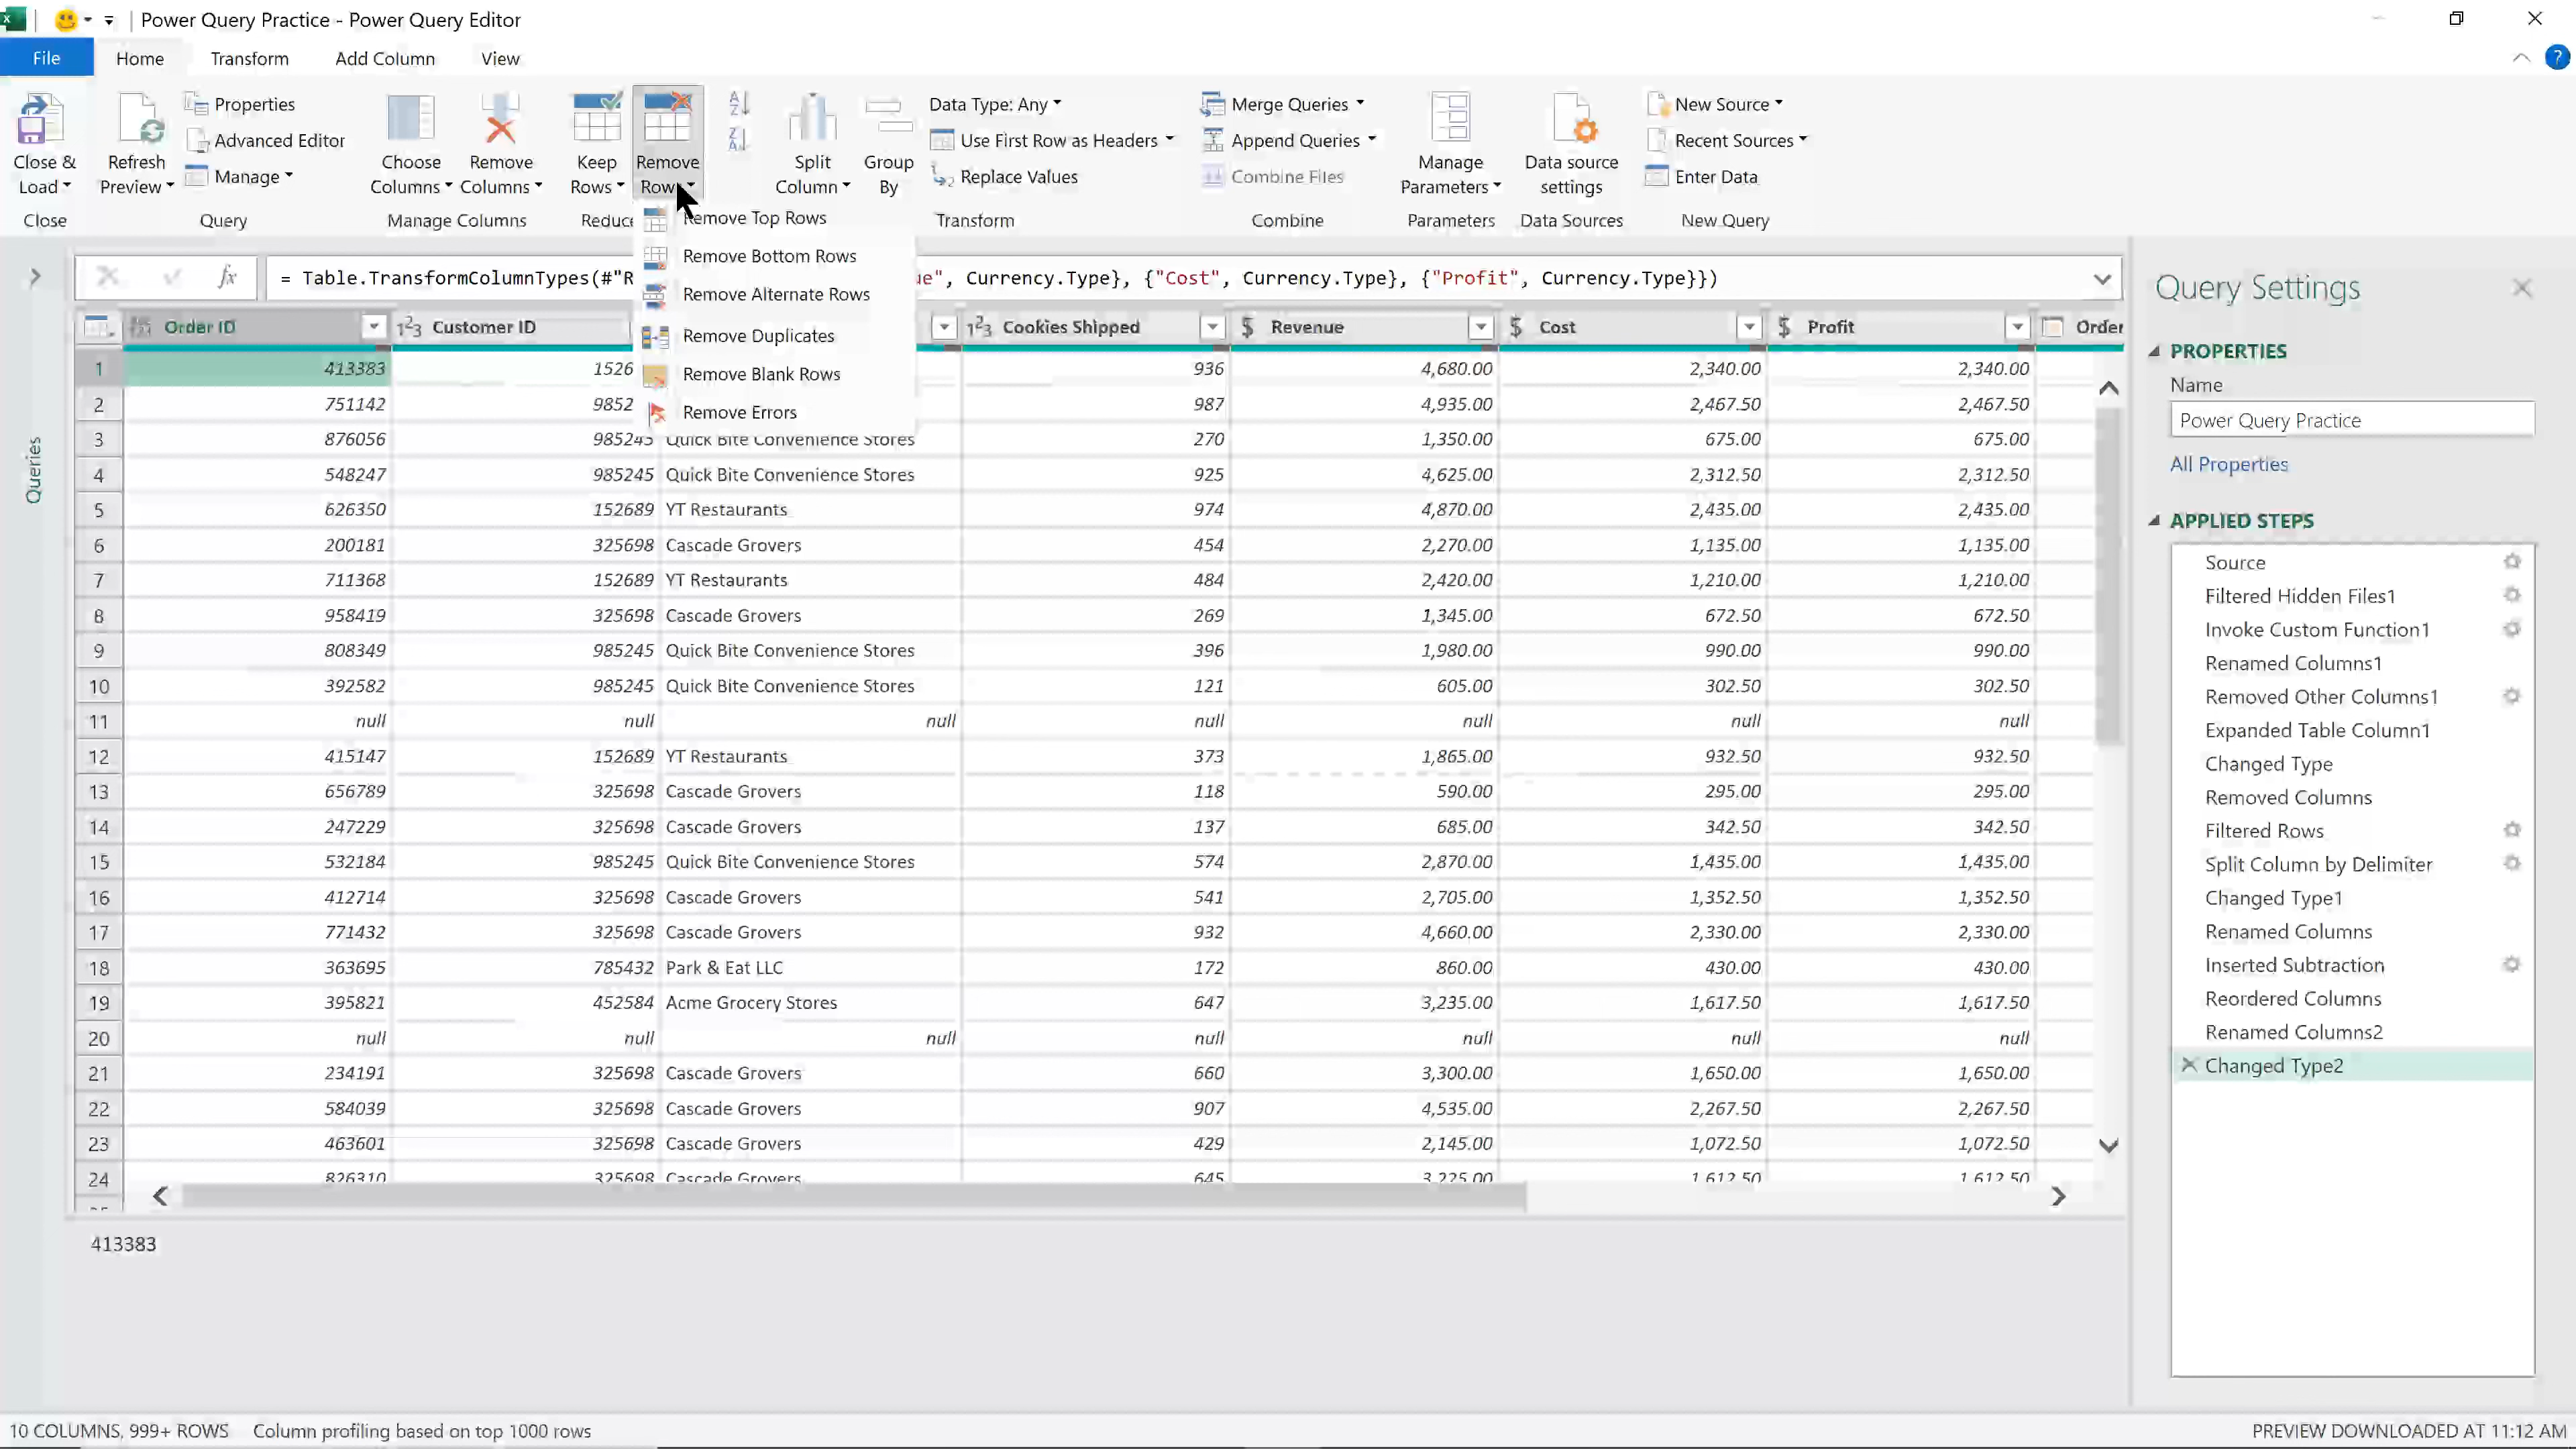 Power Query Practice - Power Query Editor
File Home Transform Add Column View
Close & Load
Close
Refresh Preview
Properties
Advanced Editor
Manage
Query
Choose Columns
Remove Columns
Manage Columns
Keep Rows
Remove Rows
Reduce
Split Column
Group By
Data Type: Any
Use First Row as Headers
Replace Values
Transform
Merge Queries
Append Queries
Combine Files
Combine
Manage Parameters
Parameters
Data source settings
Data Sources
New Source
Recent Sources
Enter Data
New Query
Remove Top Rows
Remove Bottom Rows
Remove Alternate Rows
Remove Duplicates
Remove Blank Rows
Remove Errors
fx = Table.TransformColumnTypes(#"R ue", Currency.Type}, {"Cost", Currency.Type}, {"Profit", Currency.Type}})
Queries
Order ID 123 Customer ID 123 Cookies Shipped $ Revenue $ Cost $ Profit Order
1 413383 1526 936 4,680.00 2,340.00 2,340.00
2 751142 9852 987 4,935.00 2,467.50 2,467.50
3 876056 985245 Quick Bite Convenience Stores 270 1,350.00 675.00 675.00
4 548247 985245 Quick Bite Convenience Stores 925 4,625.00 2,312.50 2,312.50
5 626350 152689 YT Restaurants 974 4,870.00 2,435.00 2,435.00
6 200181 325698 Cascade Grovers 454 2,270.00 1,135.00 1,135.00
7 711368 152689 YT Restaurants 484 2,420.00 1,210.00 1,210.00
8 958419 325698 Cascade Grovers 269 1,345.00 672.50 672.50
9 808349 985245 Quick Bite Convenience Stores 396 1,980.00 990.00 990.00
10 392582 985245 Quick Bite Convenience Stores 121 605.00 302.50 302.50
11 null null null null null null null
12 415147 152689 YT Restaurants 373 1,865.00 932.50 932.50
13 656789 325698 Cascade Grovers 118 590.00 295.00 295.00
14 247229 325698 Cascade Grovers 137 685.00 342.50 342.50
15 532184 985245 Quick Bite Convenience Stores 574 2,870.00 1,435.00 1,435.00
16 412714 325698 Cascade Grovers 541 2,705.00 1,352.50 1,352.50
17 771432 325698 Cascade Grovers 932 4,660.00 2,330.00 2,330.00
18 363695 785432 Park & Eat LLC 172 860.00 430.00 430.00
19 395821 452584 Acme Grocery Stores 647 3,235.00 1,617.50 1,617.50
20 null null null null null null null
21 234191 325698 Cascade Grovers 660 3,300.00 1,650.00 1,650.00
22 584039 325698 Cascade Grovers 907 4,535.00 2,267.50 2,267.50
23 463601 325698 Cascade Grovers 429 2,145.00 1,072.50 1,072.50
24 826310 325698 Cascade Grovers 645 3,225.00 1,612.50 1,612.50
413383
Query Settings
PROPERTIES
Name
Power Query Practice
All Properties
APPLIED STEPS
Source
Filtered Hidden Files1
Invoke Custom Function1
Renamed Columns1
Removed Other Columns1
Expanded Table Column1
Changed Type
Removed Columns
Filtered Rows
Split Column by Delimiter
Changed Type1
Renamed Columns
Inserted Subtraction
Reordered Columns
Renamed Columns2
Changed Type2
10 COLUMNS, 999+ ROWS Column profiling based on top 1000 rows
PREVIEW DOWNLOADED AT 11:12 AM